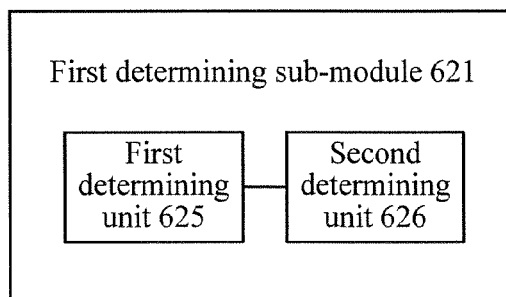 First determining sub-module 621
First
determining
unit 625
Second
determining
unit 626